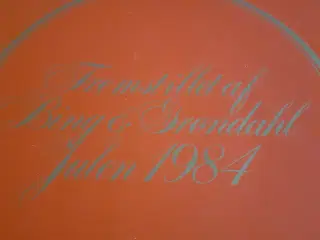 Fremstillet af
Bing & Grøndahl
Julen 1984